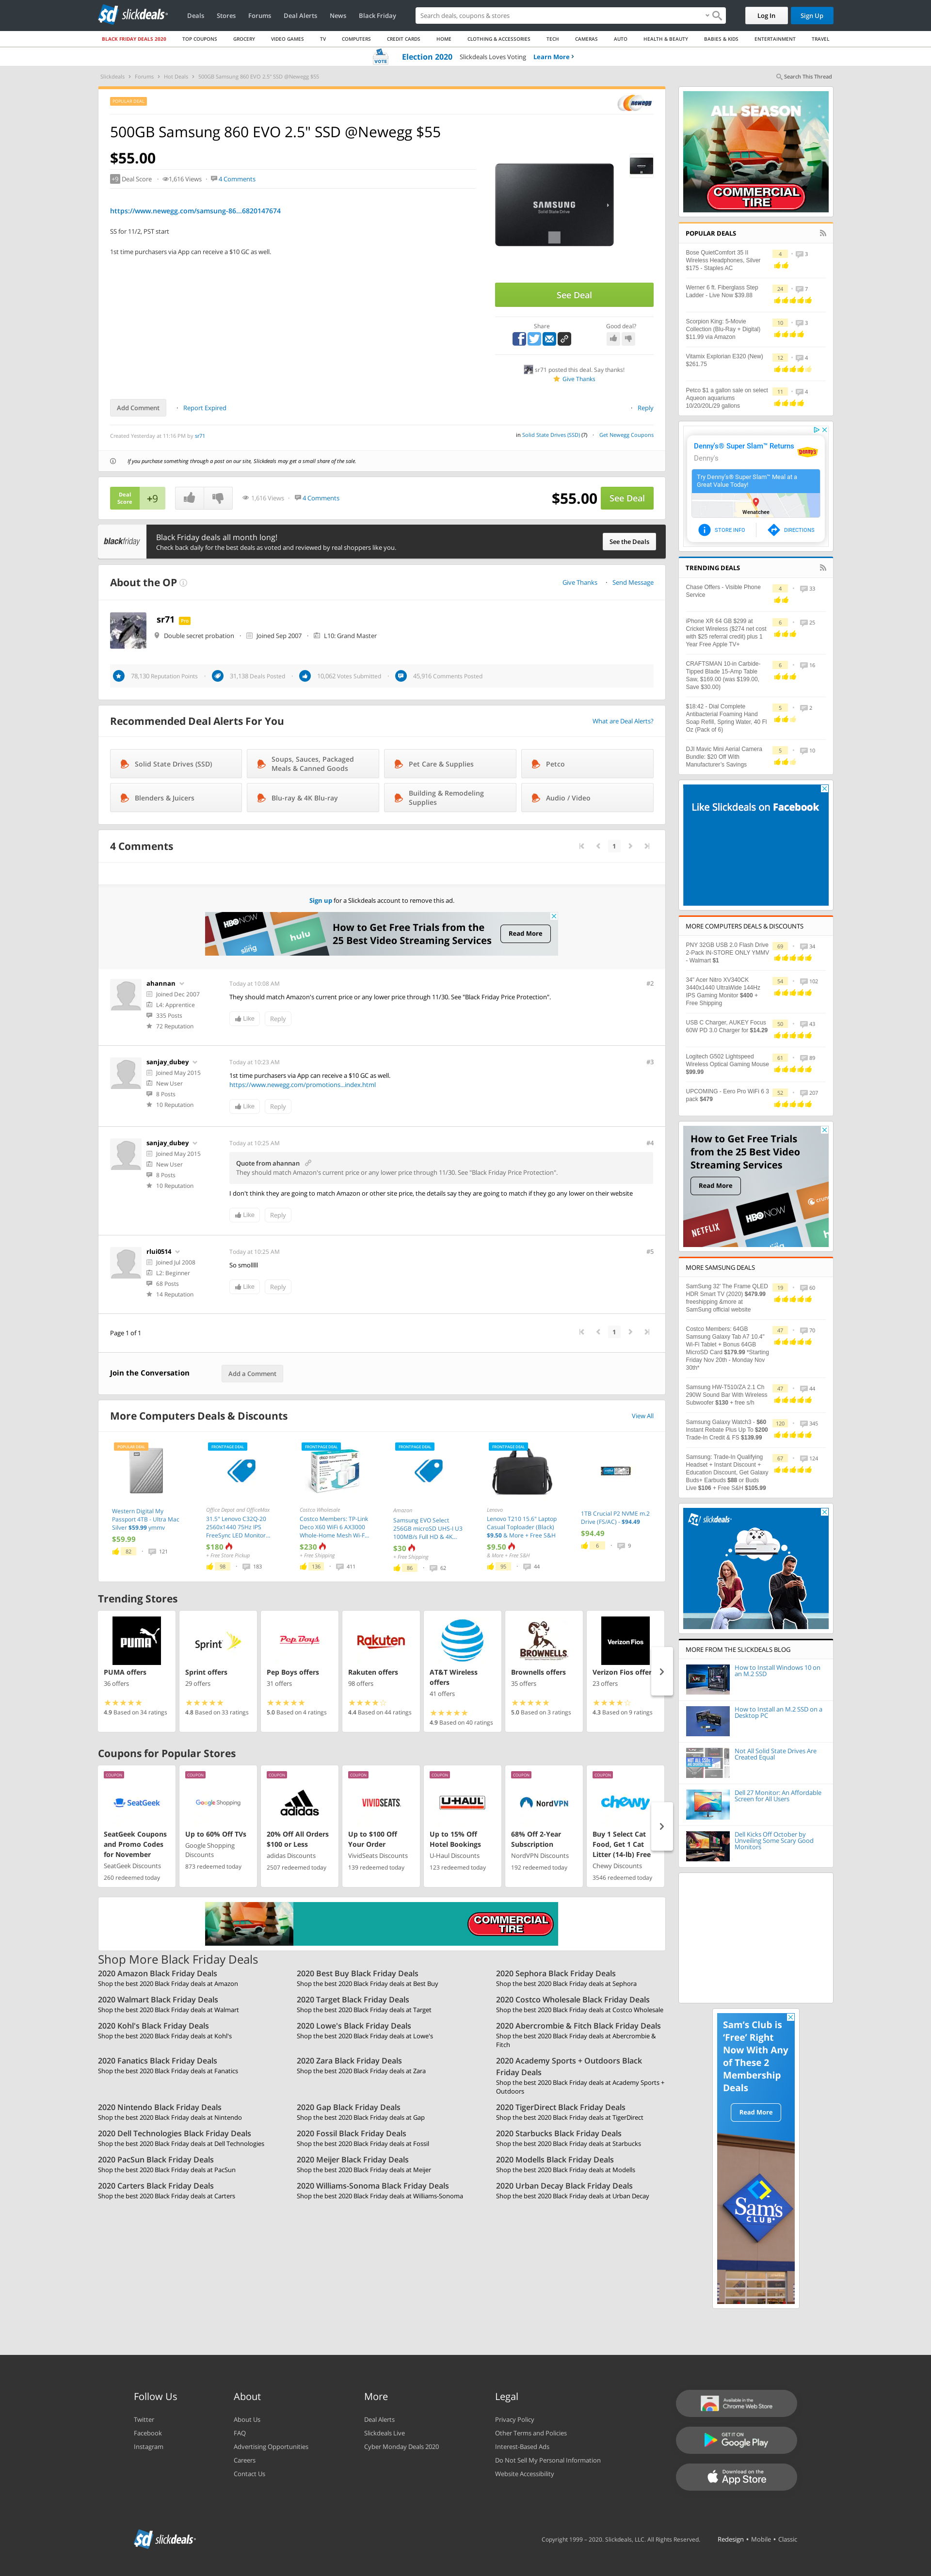 slickdeals
Deals
Stores
Forums
Deal Alerts
News
Black Friday
Search deals, coupons & stores
Log In
Sign Up
BLACK FRIDAY DEALS 2020
TOP COUPONS
GROCERY
VIDEO GAMES
TV
COMPUTERS
CREDIT CARDS
HOME
CLOTHING & ACCESSORIES
TECH
CAMERAS
AUTO
HEALTH & BEAUTY
BABIES & KIDS
ENTERTAINMENT
TRAVEL
VOTE
Election 2020 Slickdeals Loves Voting Learn More
Slickdeals
Forums
Hot Deals
500GB Samsung 860 EVO 2.5" SSD @Newegg $55
Search This Thread
POPULAR DEAL
newegg
500GB Samsung 860 EVO 2.5" SSD @Newegg $55
$55.00
+9 Deal Score
1,616 Views
4 Comments
https://www.newegg.com/samsung-86...6820147674
SS for 11/2, PST start
1st time purchasers via App can receive a $10 GC as well.
SAMSUNG
Solid State Drive
See Deal
Share
Good deal?
sr71 posted this deal. Say thanks!
Give Thanks
Add Comment
Report Expired
Reply
Created Yesterday at 11:16 PM by sr71
in Solid State Drives (SSD) (7)
Get Newegg Coupons
If you purchase something through a post on our site, Slickdeals may get a small share of the sale.
Deal Score
+9
1,616 Views
4 Comments
$55.00
See Deal
blackfriday
Black Friday deals all month long!
Check back daily for the best deals as voted and reviewed by real shoppers like you.
See the Deals
About the OP
Give Thanks
Send Message
sr71 Pro
Double secret probation
Joined Sep 2007
L10: Grand Master
78,130 Reputation Points
31,138 Deals Posted
10,062 Votes Submitted
45,916 Comments Posted
Recommended Deal Alerts For You
What are Deal Alerts?
Solid State Drives (SSD)
Soups, Sauces, Packaged Meals & Canned Goods
Pet Care & Supplies
Petco
Blenders & Juicers
Blu-ray & 4K Blu-ray
Building & Remodeling Supplies
Audio / Video
4 Comments
1
Sign up for a Slickdeals account to remove this ad.
HBO NOW
sling
hulu
How to Get Free Trials from the
25 Best Video Streaming Services
Read More
ahannan
Joined Dec 2007
L4: Apprentice
335 Posts
72 Reputation
Today at 10:08 AM
#2
They should match Amazon's current price or any lower price through 11/30. See "Black Friday Price Protection".
Like
Reply
sanjay_dubey
Joined May 2015
New User
8 Posts
10 Reputation
Today at 10:23 AM
#3
1st time purchasers via App can receive a $10 GC as well.
https://www.newegg.com/promotions...index.html
Like
Reply
sanjay_dubey
Joined May 2015
New User
8 Posts
10 Reputation
Today at 10:25 AM
#4
Quote from ahannan
They should match Amazon's current price or any lower price through 11/30. See "Black Friday Price Protection".
I don't think they are going to match Amazon or other site price, the details say they are going to match if they go any lower on their website
Like
Reply
rlui0514
Joined Jul 2008
L2: Beginner
68 Posts
14 Reputation
Today at 10:25 AM
#5
So smolllll
Like
Reply
Page 1 of 1
1
Join the Conversation
Add a Comment
More Computers Deals & Discounts
View All
POPULAR DEAL
Western Digital My Passport 4TB - Ultra Mac Silver $59.99 ymmv
$59.99
82
121
FRONTPAGE DEAL
Office Depot and OfficeMax
31.5" Lenovo C32Q-20 2560x1440 75Hz IPS FreeSync LED Monitor...
$180
+ Free Store Pickup
98
183
FRONTPAGE DEAL
Costco Wholesale
Costco Members: TP-Link Deco X60 WiFi 6 AX3000 Whole-Home Mesh Wi-F...
$230
+ Free Shipping
136
411
FRONTPAGE DEAL
Amazon
Samsung EVO Select 256GB microSD UHS-I U3 100MB/s Full HD & 4K...
$30
+ Free Shipping
86
62
FRONTPAGE DEAL
Lenovo
Lenovo T210 15.6" Laptop Casual Toploader (Black) $9.50 & More + Free S&H
$9.50
& More + Free S&H
95
44
1TB Crucial P2 NVME m.2 Drive (FS/AC) - $94.49
$94.49
6
9
Trending Stores
PUMA offers
36 offers
4.9 Based on 34 ratings
Sprint
Sprint offers
29 offers
4.8 Based on 33 ratings
Pep Boys
Pep Boys offers
31 offers
5.0 Based on 4 ratings
Rakuten
Rakuten offers
98 offers
4.4 Based on 44 ratings
AT&T Wireless offers
41 offers
4.9 Based on 40 ratings
BROWNELLS
Brownells offers
35 offers
5.0 Based on 3 ratings
Verizon Fios
Verizon Fios offer
23 offers
4.3 Based on 9 ratings
Coupons for Popular Stores
COUPON
SeatGeek
SeatGeek Coupons and Promo Codes for November
SeatGeek Discounts
260 redeemed today
COUPON
Google Shopping
Up to 60% Off TVs
Google Shopping Discounts
873 redeemed today
COUPON
adidas
20% Off All Orders $100 or Less
adidas Discounts
2507 redeemed today
COUPON
VIVIDSEATS
Up to $100 Off Your Order
VividSeats Discounts
139 redeemed today
COUPON
U-HAUL
Up to 15% Off Hotel Bookings
U-Haul Discounts
123 redeemed today
COUPON
NordVPN
68% Off 2-Year Subscription
NordVPN Discounts
192 redeemed today
COUPON
chewy
Buy 1 Select Cat Food, Get 1 Cat Litter (14-lb) Free
Chewy Discounts
3546 redeemed today
COMMERCIAL TIRE
Shop More Black Friday Deals
2020 Amazon Black Friday Deals
Shop the best 2020 Black Friday deals at Amazon
2020 Best Buy Black Friday Deals
Shop the best 2020 Black Friday deals at Best Buy
2020 Sephora Black Friday Deals
Shop the best 2020 Black Friday deals at Sephora
2020 Walmart Black Friday Deals
Shop the best 2020 Black Friday deals at Walmart
2020 Target Black Friday Deals
Shop the best 2020 Black Friday deals at Target
2020 Costco Wholesale Black Friday Deals
Shop the best 2020 Black Friday deals at Costco Wholesale
2020 Kohl's Black Friday Deals
Shop the best 2020 Black Friday deals at Kohl's
2020 Lowe's Black Friday Deals
Shop the best 2020 Black Friday deals at Lowe's
2020 Abercrombie & Fitch Black Friday Deals
Shop the best 2020 Black Friday deals at Abercrombie & Fitch
2020 Fanatics Black Friday Deals
Shop the best 2020 Black Friday deals at Fanatics
2020 Zara Black Friday Deals
Shop the best 2020 Black Friday deals at Zara
2020 Academy Sports + Outdoors Black Friday Deals
Shop the best 2020 Black Friday deals at Academy Sports + Outdoors
2020 Nintendo Black Friday Deals
Shop the best 2020 Black Friday deals at Nintendo
2020 Gap Black Friday Deals
Shop the best 2020 Black Friday deals at Gap
2020 TigerDirect Black Friday Deals
Shop the best 2020 Black Friday deals at TigerDirect
2020 Dell Technologies Black Friday Deals
Shop the best 2020 Black Friday deals at Dell Technologies
2020 Fossil Black Friday Deals
Shop the best 2020 Black Friday deals at Fossil
2020 Starbucks Black Friday Deals
Shop the best 2020 Black Friday deals at Starbucks
2020 PacSun Black Friday Deals
Shop the best 2020 Black Friday deals at PacSun
2020 Meijer Black Friday Deals
Shop the best 2020 Black Friday deals at Meijer
2020 Modells Black Friday Deals
Shop the best 2020 Black Friday deals at Modells
2020 Carters Black Friday Deals
Shop the best 2020 Black Friday deals at Carters
2020 Williams-Sonoma Black Friday Deals
Shop the best 2020 Black Friday deals at Williams-Sonoma
2020 Urban Decay Black Friday Deals
Shop the best 2020 Black Friday deals at Urban Decay
ALL SEASON
COMMERCIAL TIRE
POPULAR DEALS
Bose QuietComfort 35 II Wireless Headphones, Silver $175 - Staples AC
4
3
Werner 6 ft. Fiberglass Step Ladder - Live Now $39.88
24
7
Scorpion King: 5-Movie Collection (Blu-Ray + Digital) $11.99 via Amazon
10
3
Vitamix Explorian E320 (New) $261.75
12
4
Petco $1 a gallon sale on select Aqueon aquariums 10/20/20L/29 gallons
11
4
Denny's® Super Slam™ Returns
Denny's
Try Denny's® Super Slam™ Meal at a Great Value Today!
Wenatchee
STORE INFO
DIRECTIONS
TRENDING DEALS
Chase Offers - Visible Phone Service
4
33
iPhone XR 64 GB $299 at Cricket Wireless ($274 net cost with $25 referral credit) plus 1 Year Free Apple TV+
6
25
CRAFTSMAN 10-in Carbide-Tipped Blade 15-Amp Table Saw, $169.00 (was $199.00, Save $30.00)
6
16
$18.42 - Dial Complete Antibacterial Foaming Hand Soap Refill, Spring Water, 40 Fl Oz (Pack of 6)
5
2
DJI Mavic Mini Aerial Camera Bundle: $20 Off With Manufacturer's Savings
5
10
Like Slickdeals on Facebook
MORE COMPUTERS DEALS & DISCOUNTS
PNY 32GB USB 2.0 Flash Drive 2-Pack IN-STORE ONLY YMMV - Walmart $1
69
34
34" Acer Nitro XV340CK 3440x1440 UltraWide 144Hz IPS Gaming Monitor $400 + Free Shipping
54
102
USB C Charger, AUKEY Focus 60W PD 3.0 Charger for $14.29
50
43
Logitech G502 Lightspeed Wireless Optical Gaming Mouse $99.99
61
89
UPCOMING - Eero Pro WiFi 6 3 pack $479
52
207
How to Get Free Trials from the 25 Best Video Streaming Services
Read More
NETFLIX
HBO NOW
MORE SAMSUNG DEALS
SamSung 32' The Frame QLED HDR Smart TV (2020) $479.99 freeshipping &more at SamSung official website
19
60
Costco Members: 64GB Samsung Galaxy Tab A7 10.4" Wi-Fi Tablet + Bonus 64GB MicroSD Card $179.99 *Starting Friday Nov 20th - Monday Nov 30th*
47
70
Samsung HW-T510/ZA 2.1 Ch 290W Sound Bar With Wireless Subwoofer $130 + free s/h
47
44
Samsung Galaxy Watch3 - $60 Instant Rebate Plus Up To $200 Trade-In Credit & FS $139.99
120
345
Samsung: Trade-In Qualifying Headset + Instant Discount + Education Discount, Get Galaxy Buds+ Earbuds $88 or Buds Live $106 + Free S&H $105.99
67
124
slickdeals
MORE FROM THE SLICKDEALS BLOG
How to Install Windows 10 on an M.2 SSD
How to Install an M.2 SSD on a Desktop PC
Not All Solid State Drives Are Created Equal
Dell 27 Monitor: An Affordable Screen for All Users
Dell Kicks Off October by Unveiling Some Scary Good Monitors
Sam's Club is 'Free' Right Now With Any of These 2 Membership Deals
Read More
Sam's CLUB
Follow Us
Twitter
Facebook
Instagram
About
About Us
FAQ
Advertising Opportunities
Careers
Contact Us
More
Deal Alerts
Slickdeals Live
Cyber Monday Deals 2020
Legal
Privacy Policy
Other Terms and Policies
Interest-Based Ads
Do Not Sell My Personal Information
Website Accessibility
Available in the Chrome Web Store
GET IT ON Google Play
Download on the App Store
slickdeals
Copyright 1999 - 2020. Slickdeals, LLC. All Rights Reserved.
Redesign • Mobile • Classic